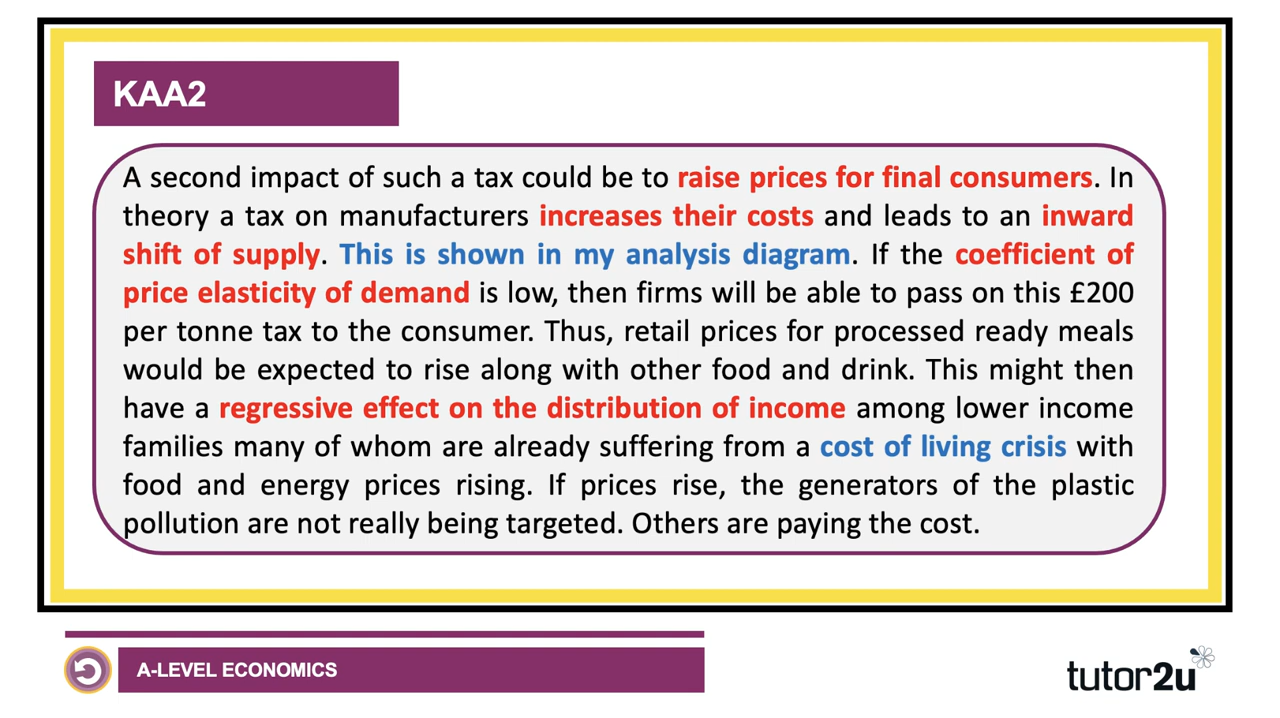 KAA2
A second impact of such a tax could be to raise prices for final consumers. In
theory a tax on manufacturers increases their costs and leads to an inward
shift of supply. This is shown in my analysis diagram. If the coefficient of
price elasticity of demand is low, then firms will be able to pass on this £200
per tonne tax to the consumer. Thus, retail prices for processed ready meals
would be expected to rise along with other food and drink. This might then
have a regressive effect on the distribution of income among lower income
families many of whom are already suffering from a cost of living crisis with
food and energy prices rising. If prices rise, the generators of the plastic
pollution are not really being targeted. Others are paying the cost.
A-LEVEL ECONOMICS
tutor2u